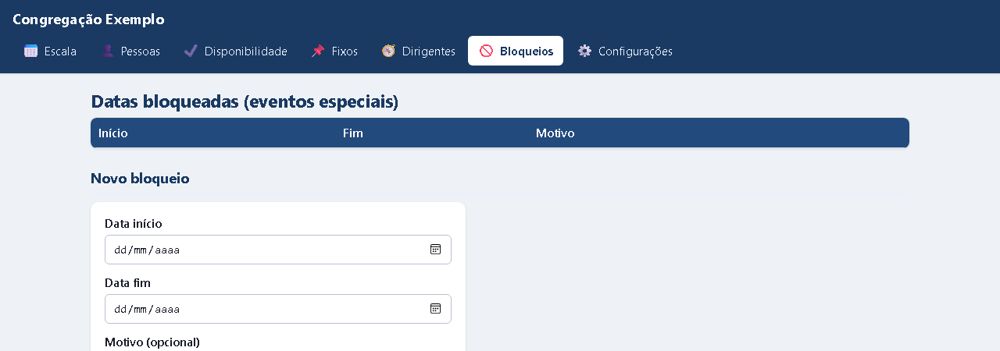 Congregação Exemplo
Escala Pessoas Disponibilidade Fixos Dirigentes Bloqueios Configurações
Datas bloqueadas (eventos especiais)
Início Fim Motivo
Novo bloqueio
Data início
dd/mm/aaaa
Data fim
dd/mm/aaaa
Motivo (opcional)